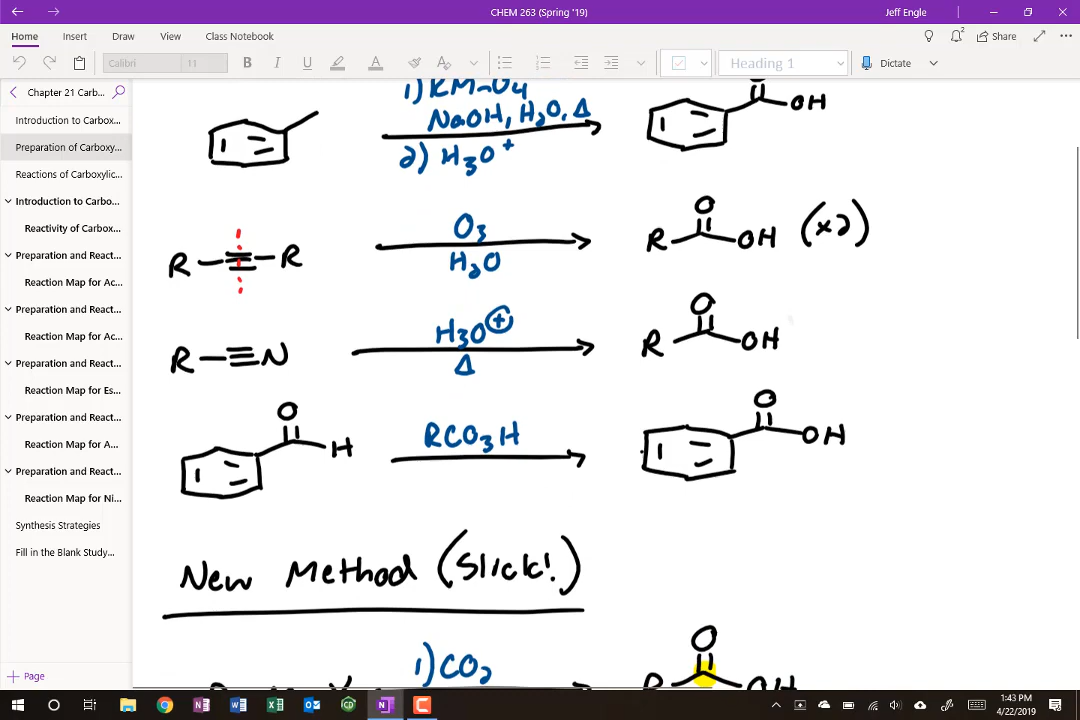 CHEM 263 (Spring '19)
Jeff Engle
Home Insert Draw View Class Notebook
Share
Calibri 11
B I U
A
Heading 1
Dictate
Chapter 21 Carb...
Introduction to Carbox...
Preparation of Carboxy...
Reactions of Carboxylic...
Introduction to Carbo...
Reactivity of Carbox...
Preparation and React...
Reaction Map for Ac...
Preparation and React...
Reaction Map for Ac...
Preparation and React...
Reaction Map for Es...
Preparation and React...
Reaction Map for A...
Preparation and React...
Reaction Map for Ni...
Synthesis Strategies
Fill in the Blank Study...
+ Page
1) KMnO4
NaOH, H2O, Δ
2) H3O+
OH
R≡R
O3
H2O
O
R OH (x2)
R-≡N
H3O+
Δ
O
R OH
O
H
RCO3H
O
OH
New Method (Slick!)
1) CO2
O
R OH
1:43 PM
4/22/2019